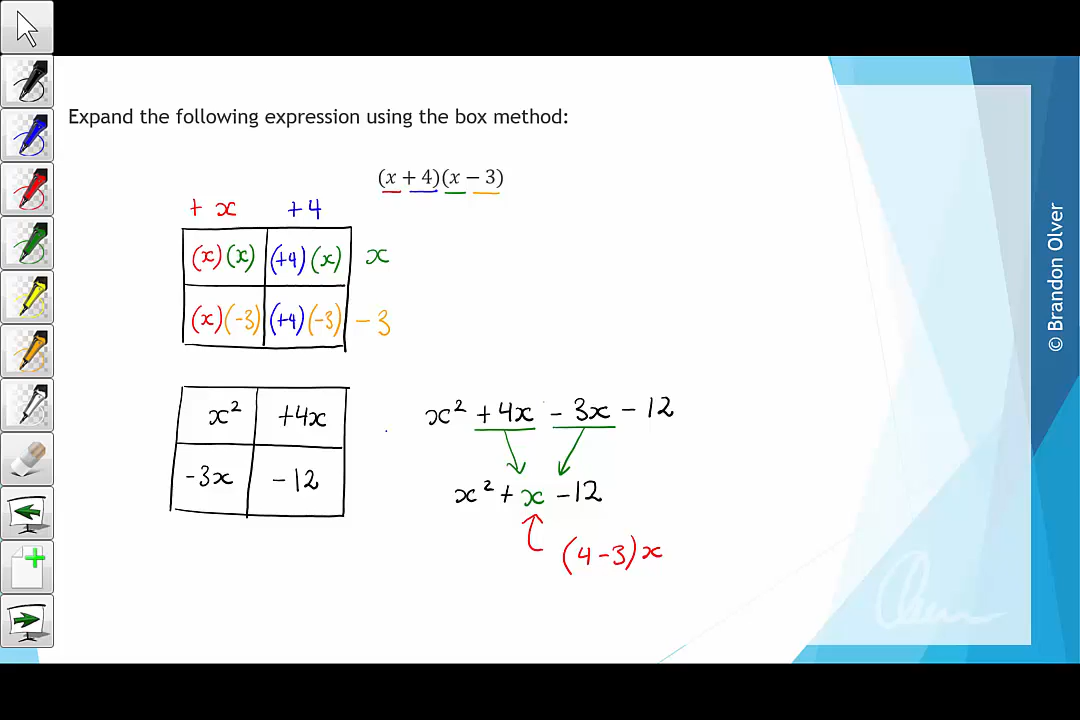 Expand the following expression using the box method:
(x + 4)(x − 3)
+ x +4
(x)(x) (+4)(x) x
(x)(-3) (+4)(-3) -3
x² +4x
-3x -12
x² +4x - 3x - 12
x² + x - 12
(4-3)x
© Brandon Olver